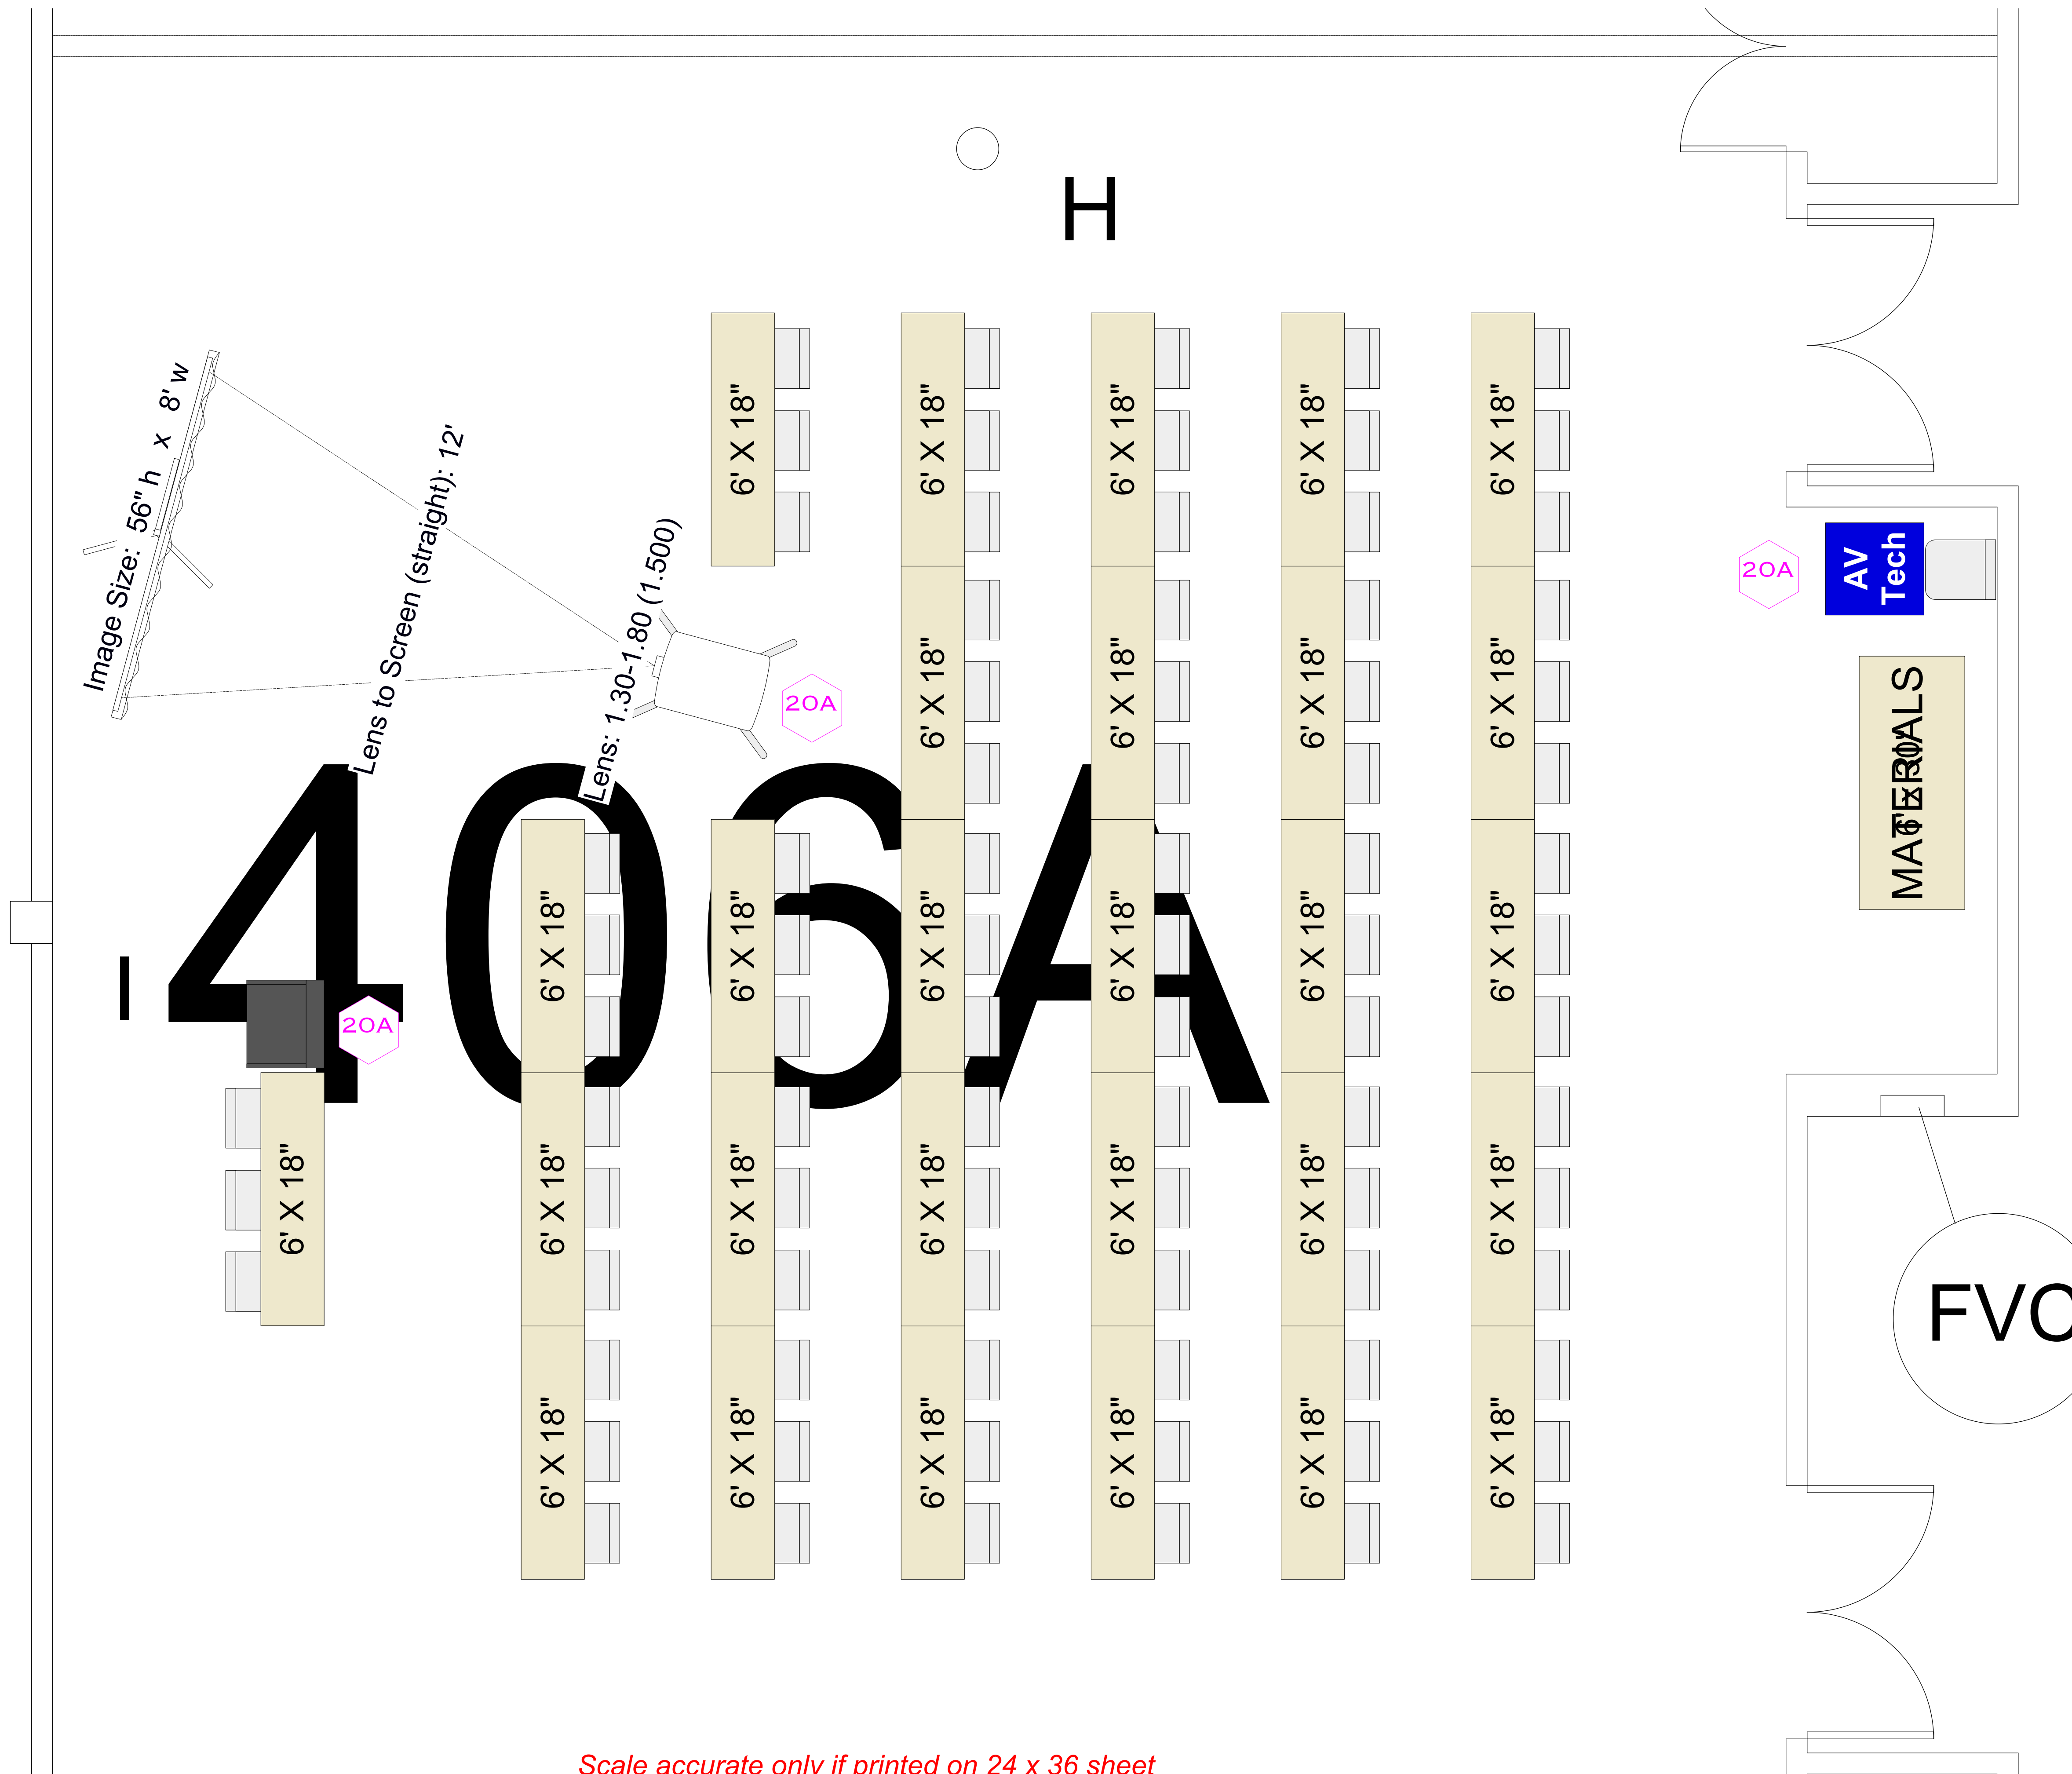 H
6' X 18"
6' X 18"
6' X 18"
6' X 18"
6' X 18"
Image Size: 56" h x 8' w
Lens to Screen (straight): 12'
Lens: 1.30-1.80 (1.500)
20A
20A
AV
Tech
6' X 18"
6' X 18"
6' X 18"
6' X 18"
MATERIALS
6' x 30"
406A
I
20A
6' X 18"
6' X 18"
6' X 18"
6' X 18"
6' X 18"
6' X 18"
6' X 18"
6' X 18"
6' X 18"
6' X 18"
6' X 18"
6' X 18"
6' X 18"
FVC
6' X 18"
6' X 18"
6' X 18"
6' X 18"
6' X 18"
6' X 18"
Scale accurate only if printed on 24 x 36 sheet